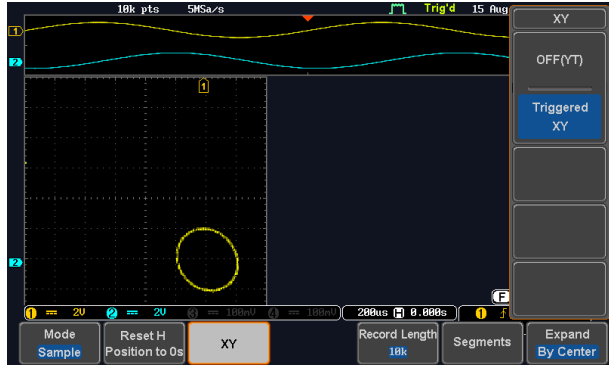 10k pts 5MSa/s Trig'd 15 Aug
XY
1
OFF(YT)
2
1
Triggered
XY
2
F
1 2V 2 2V 3 100mV 4 100mV 200us H 0.000s 1
Mode
Sample
Reset H
Position to 0s
XY
Record Length
10k
Segments
Expand
By Center